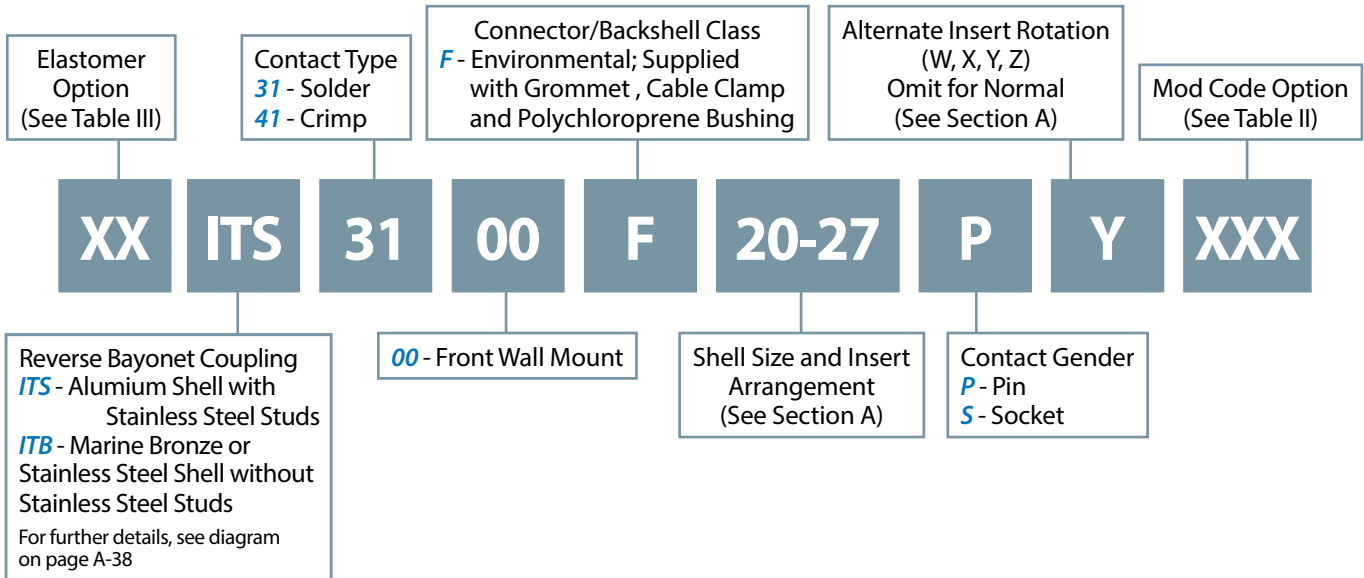 Elastomer
Option
(See Table III)
Contact Type
31 - Solder
41 - Crimp
Connector/Backshell Class
F - Environmental; Supplied
with Grommet , Cable Clamp
and Polychloroprene Bushing
Alternate Insert Rotation
(W, X, Y, Z)
Omit for Normal
(See Section A)
Mod Code Option
(See Table II)
XX ITS 31 00 F 20-27 P Y XXX
Reverse Bayonet Coupling
ITS - Alumium Shell with
Stainless Steel Studs
ITB - Marine Bronze or
Stainless Steel Shell without
Stainless Steel Studs
For further details, see diagram
on page A-38
00 - Front Wall Mount
Shell Size and Insert
Arrangement
(See Section A)
Contact Gender
P - Pin
S - Socket